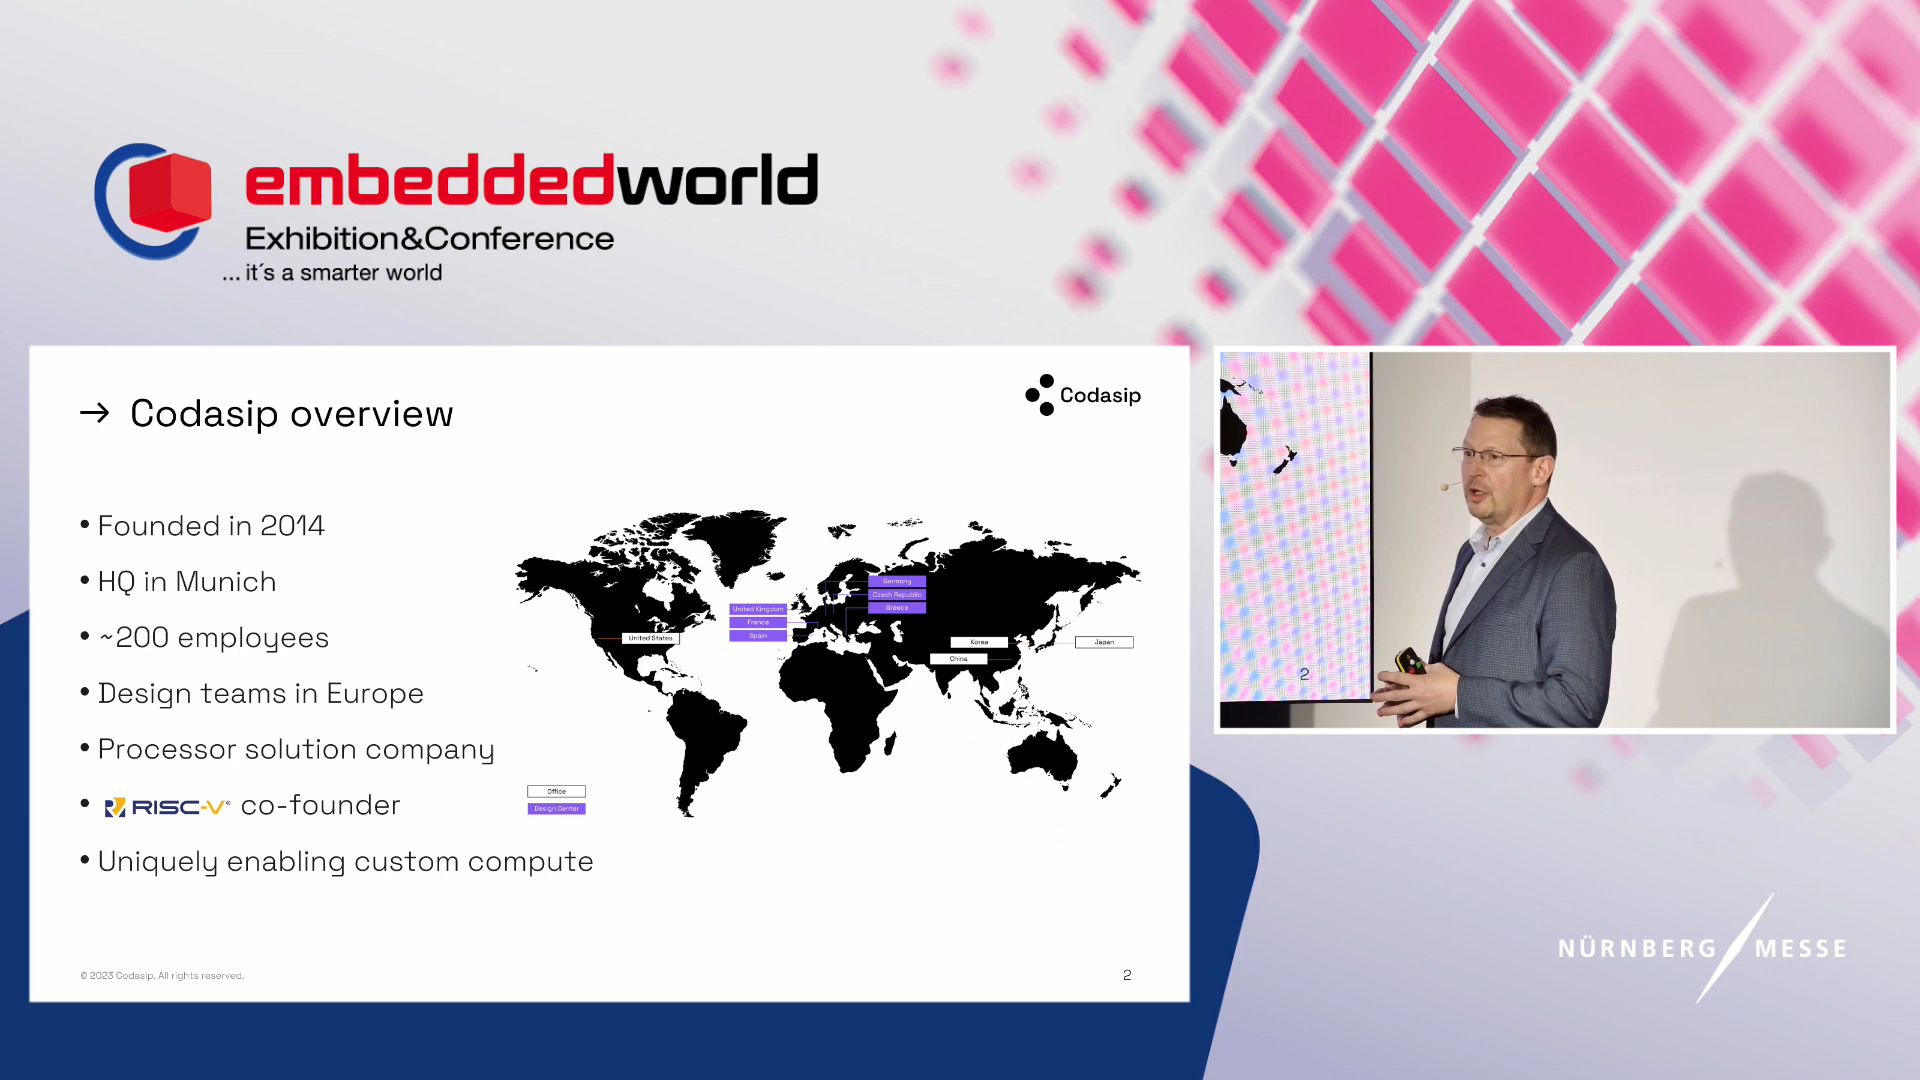 embeddedworld
Exhibition&Conference
... it´s a smarter world
→ Codasip overview
Codasip
• Founded in 2014
• HQ in Munich
• ~200 employees
• Design teams in Europe
• Processor solution company
• RISC-V® co-founder
• Uniquely enabling custom compute
Germany
Czech Republic
Greece
United Kingdom
France
Spain
United States
Korea
Japan
China
Office
Design Center
© 2023 Codasip. All rights reserved.
2
2
NÜRNBERG MESSE